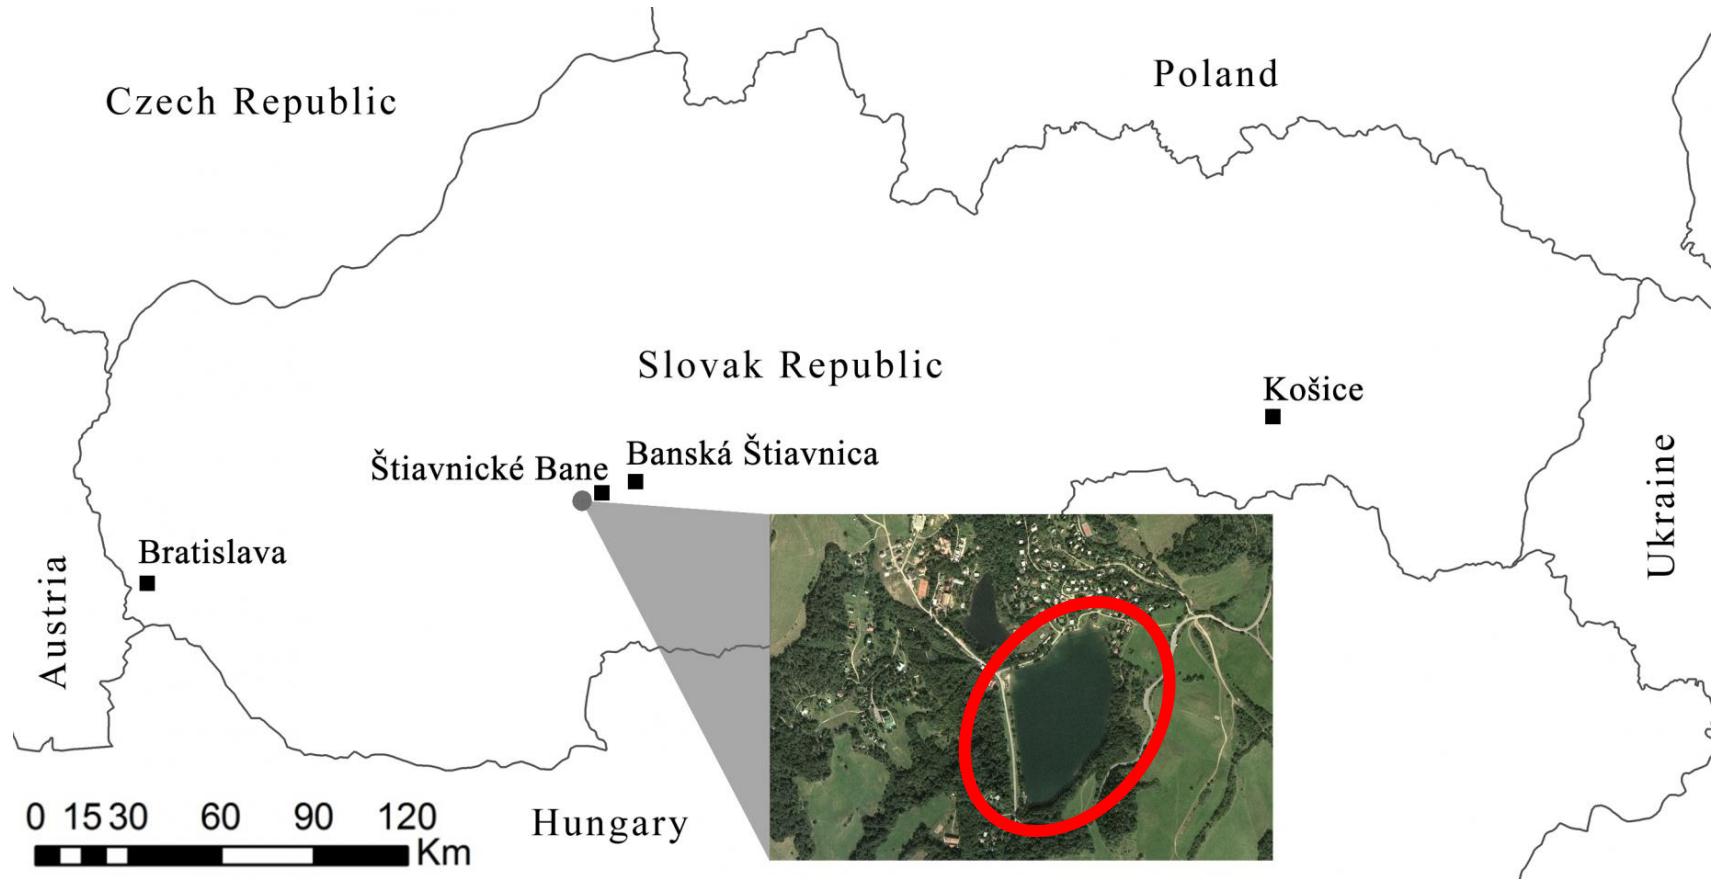 Poland
Czech Republic
Slovak Republic
Košice
Banská Štiavnica
Štiavnické Bane
Ukraine
Bratislava
Austria
Hungary
0 15 30 60 90 120
Km